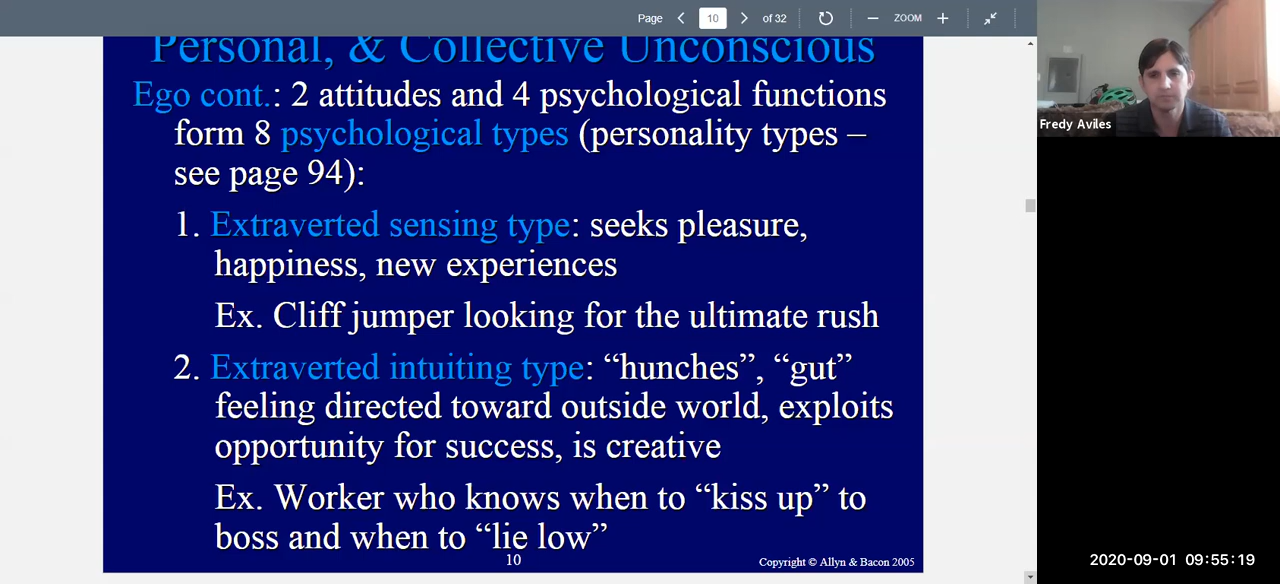 Page 10 of 32 ZOOM
Personal, & Collective Unconscious
Ego cont.: 2 attitudes and 4 psychological functions
form 8 psychological types (personality types –
see page 94):
1. Extraverted sensing type: seeks pleasure,
happiness, new experiences
Ex. Cliff jumper looking for the ultimate rush
2. Extraverted intuiting type: “hunches”, “gut”
feeling directed toward outside world, exploits
opportunity for success, is creative
Ex. Worker who knows when to “kiss up” to
boss and when to “lie low”
10
Copyright © Allyn & Bacon 2005
Fredy Aviles
2020-09-01 09:55:19